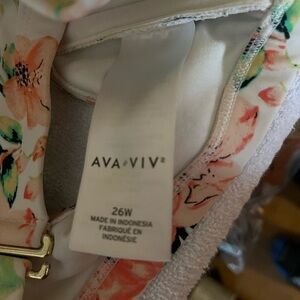 AVA & VIV®
26W
MADE IN INDONESIA
FABRIQUÉ EN
INDONÉSIE